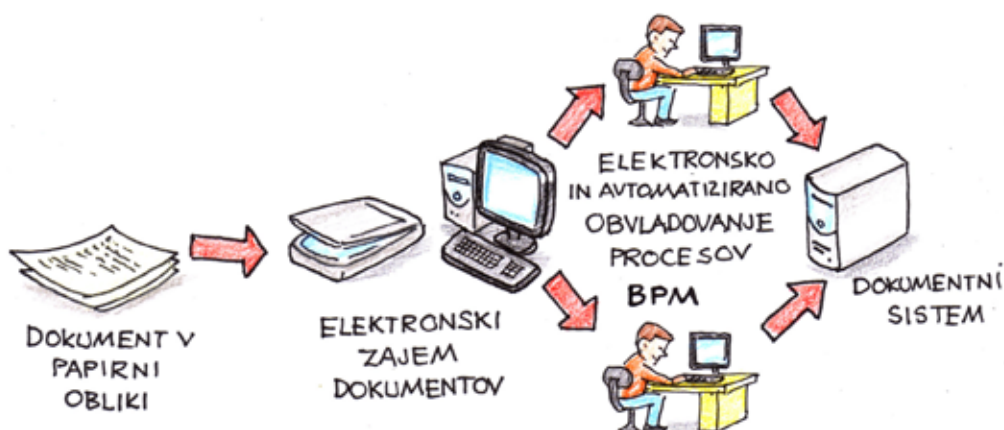 DOKUMENT V
PAPIRNI
OBLIKI
ELEKTRONSKI
ZAJEM
DOKUMENTOV
ELEKTRONSKO
IN AVTOMATIZIRANO
OBVLADOVANJE
PROCESOV
BPM
DOKUMENTNI
SISTEM